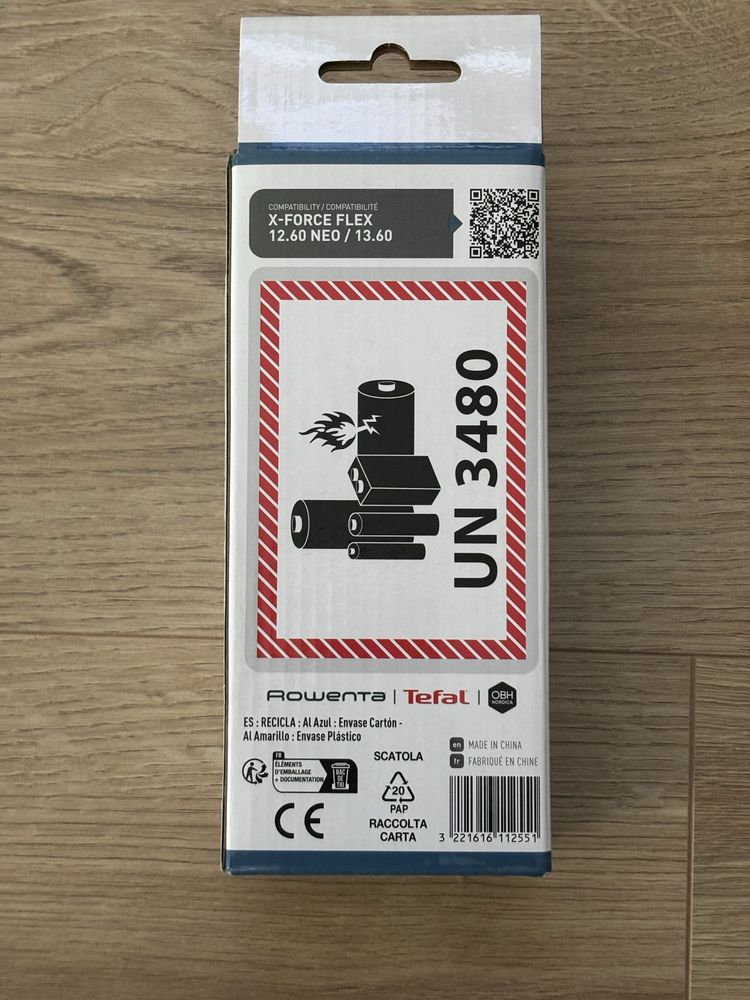 COMPATIBILITY / COMPATIBILITÉ
X-FORCE FLEX
12.60 NEO / 13.60
UN 3480
ROWENTA | Tefal | OBH
NORDICA
ES : RECICLA : Al Azul : Envase Cartón -
Al Amarillo : Envase Plástico
FR
ÉLÉMENTS
D'EMBALLAGE
+ DOCUMENTATION
BAC
DE
TRI
CE
SCATOLA
20
PAP
RACCOLTA
CARTA
en MADE IN CHINA
fr FABRIQUÉ EN CHINE
3 221616 112551